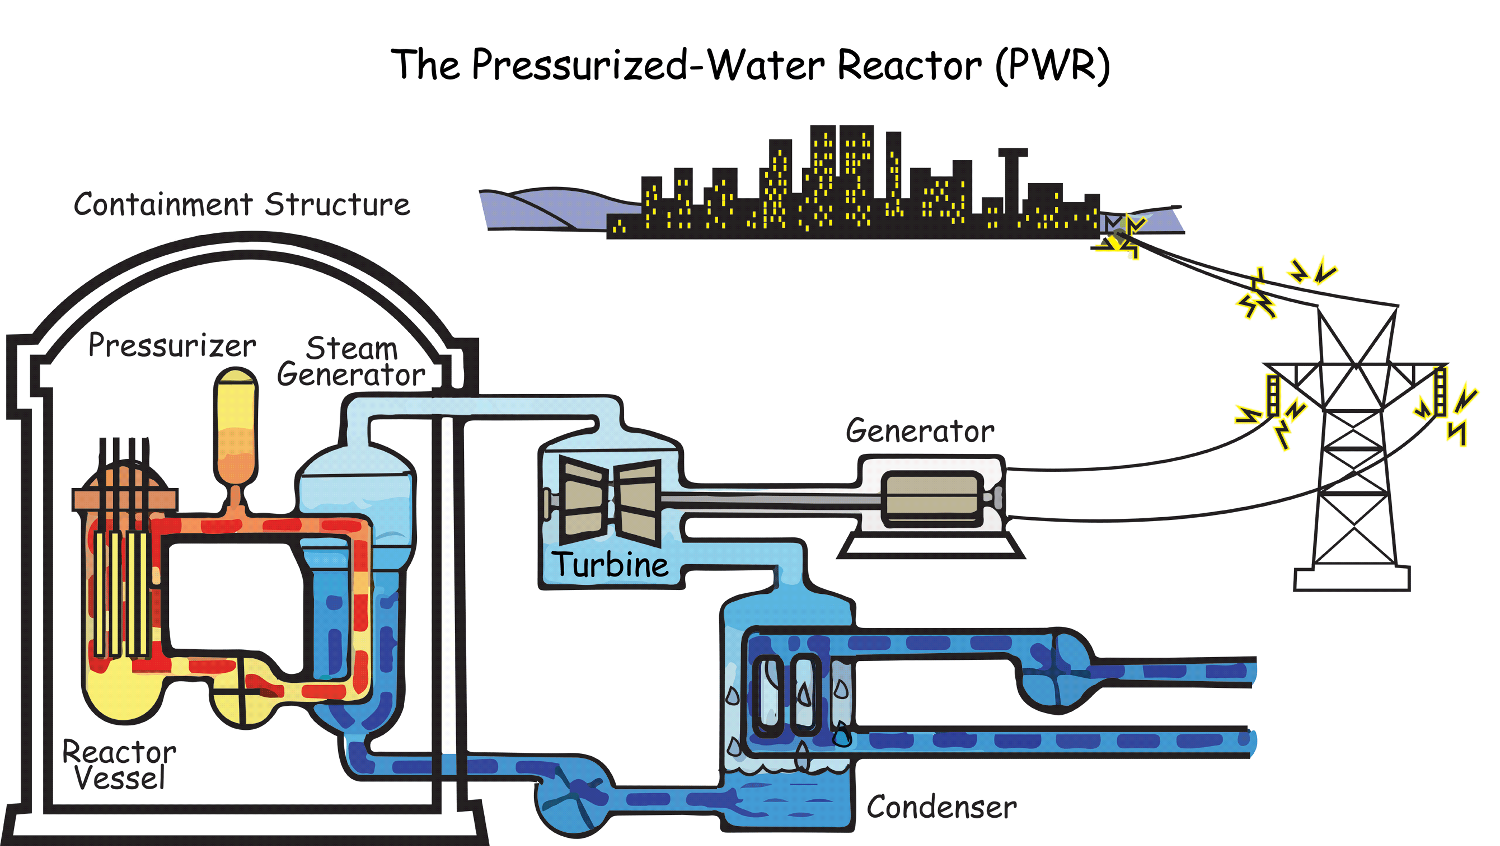 The Pressurized-Water Reactor (PWR)
Containment Structure
Pressurizer
Steam
Generator
Generator
Turbine
Reactor
Vessel
Condenser